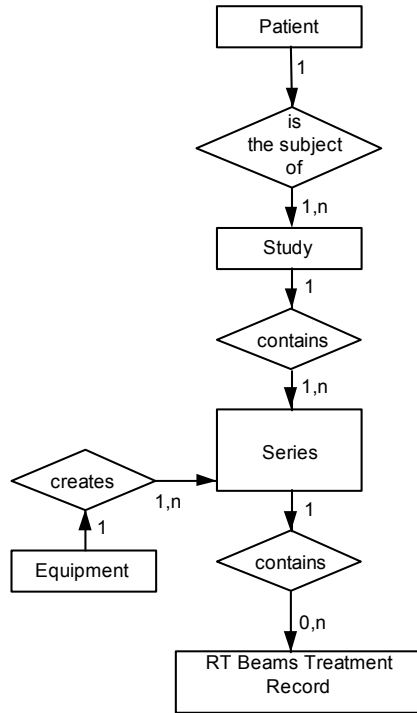 Patient
1
is
the subject
of
1,n
Study
1
contains
1,n
Series
creates
1,n
1
1
Equipment
contains
0,n
RT Beams Treatment
Record